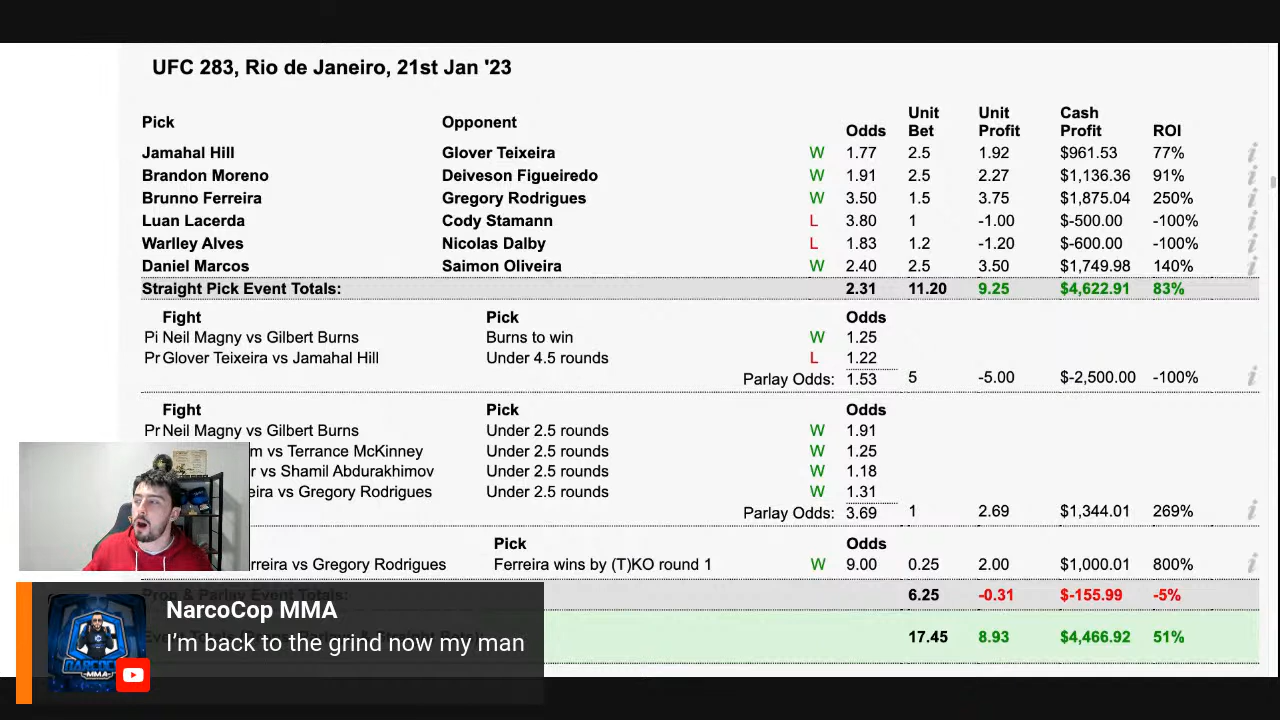 UFC 283, Rio de Janeiro, 21st Jan '23
Pick Opponent Odds Unit Bet Unit Profit Cash Profit ROI
Jamahal Hill Glover Teixeira W 1.77 2.5 1.92 $961.53 77%
Brandon Moreno Deiveson Figueiredo W 1.91 2.5 2.27 $1,136.36 91%
Brunno Ferreira Gregory Rodrigues W 3.50 1.5 3.75 $1,875.04 250%
Luan Lacerda Cody Stamann L 3.80 1 -1.00 $-500.00 -100%
Warlley Alves Nicolas Dalby L 1.83 1.2 -1.20 $-600.00 -100%
Daniel Marcos Saimon Oliveira W 2.40 2.5 3.50 $1,749.98 140%
Straight Pick Event Totals: 2.31 11.20 9.25 $4,622.91 83%
Fight Pick Odds
Pi Neil Magny vs Gilbert Burns Burns to win W 1.25
Pr Glover Teixeira vs Jamahal Hill Under 4.5 rounds L 1.22
Parlay Odds: 1.53 5 -5.00 $-2,500.00 -100%
Fight Pick Odds
Pr Neil Magny vs Gilbert Burns Under 2.5 rounds W 1.91
m vs Terrance McKinney Under 2.5 rounds W 1.25
r vs Shamil Abdurakhimov Under 2.5 rounds W 1.18
eira vs Gregory Rodrigues Under 2.5 rounds W 1.31
Parlay Odds: 3.69 1 2.69 $1,344.01 269%
Pick Odds
rreira vs Gregory Rodrigues Ferreira wins by (T)KO round 1 W 9.00 0.25 2.00 $1,000.01 800%
Prop & Parlay Event Totals: 6.25 -0.31 $-155.99 -5%
17.45 8.93 $4,466.92 51%
NarcoCop MMA
I'm back to the grind now my man
NARCOCOP
MMA